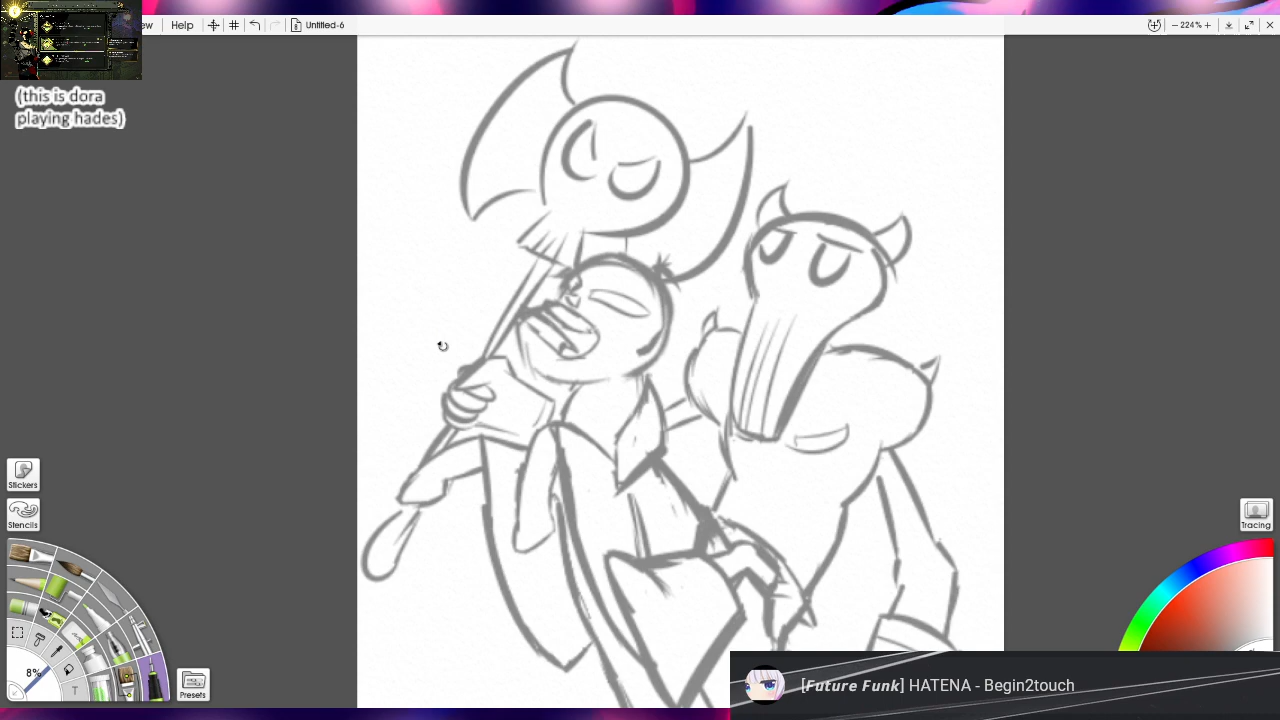 ew Help Untitled-6 224%
(this is dora
playing hades)
Stickers
Stencils
Tracing
8%
T
Presets
[Future Funk] HATENA - Begin2touch